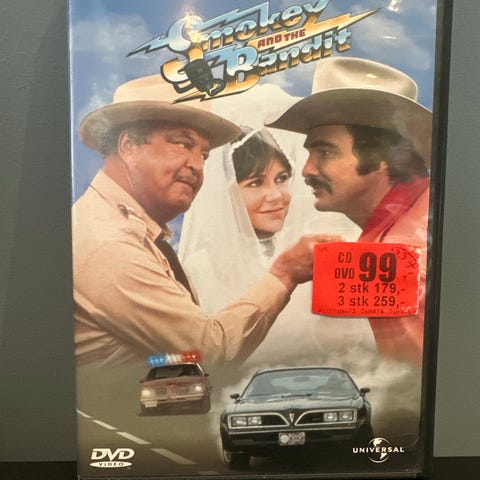 Smokey
AND THE
Bandit
CD
DVD 99
2 stk 179,-
3 stk 259,-
DVD
VIDEO
UNIVERSAL